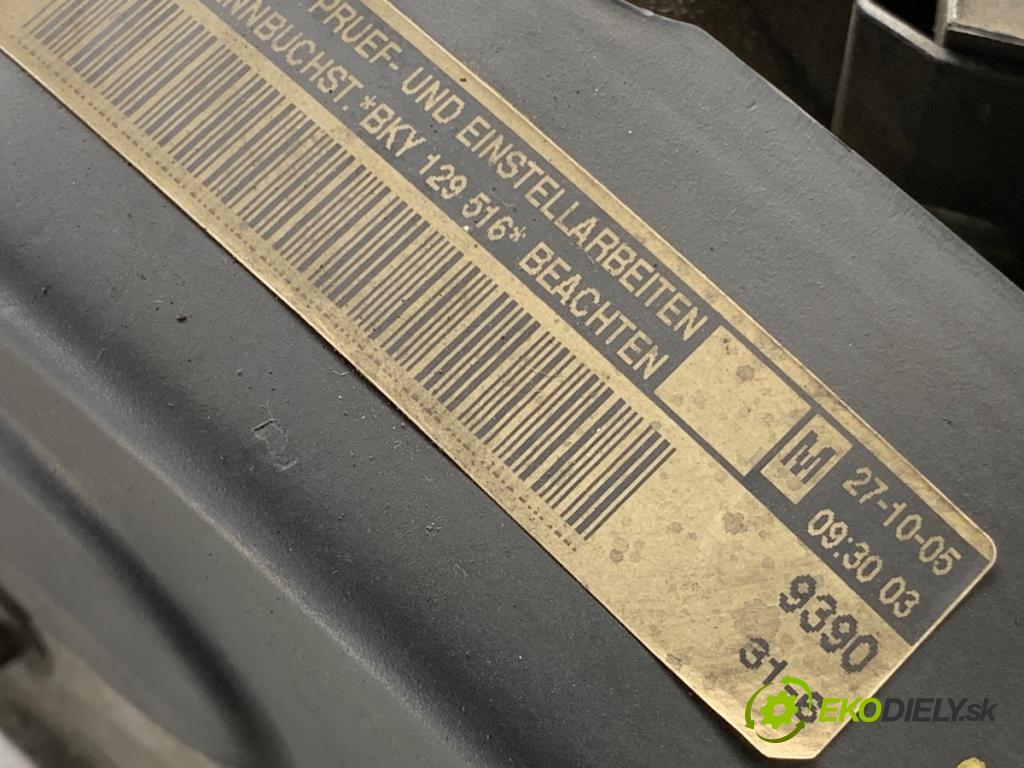 PRUEF- UND EINSTELLARBEITEN
NNBUCHST.*BKY 129 516* BEACHTEN
M
27-10-05
09:30 03
9390
EKODIELY.sk